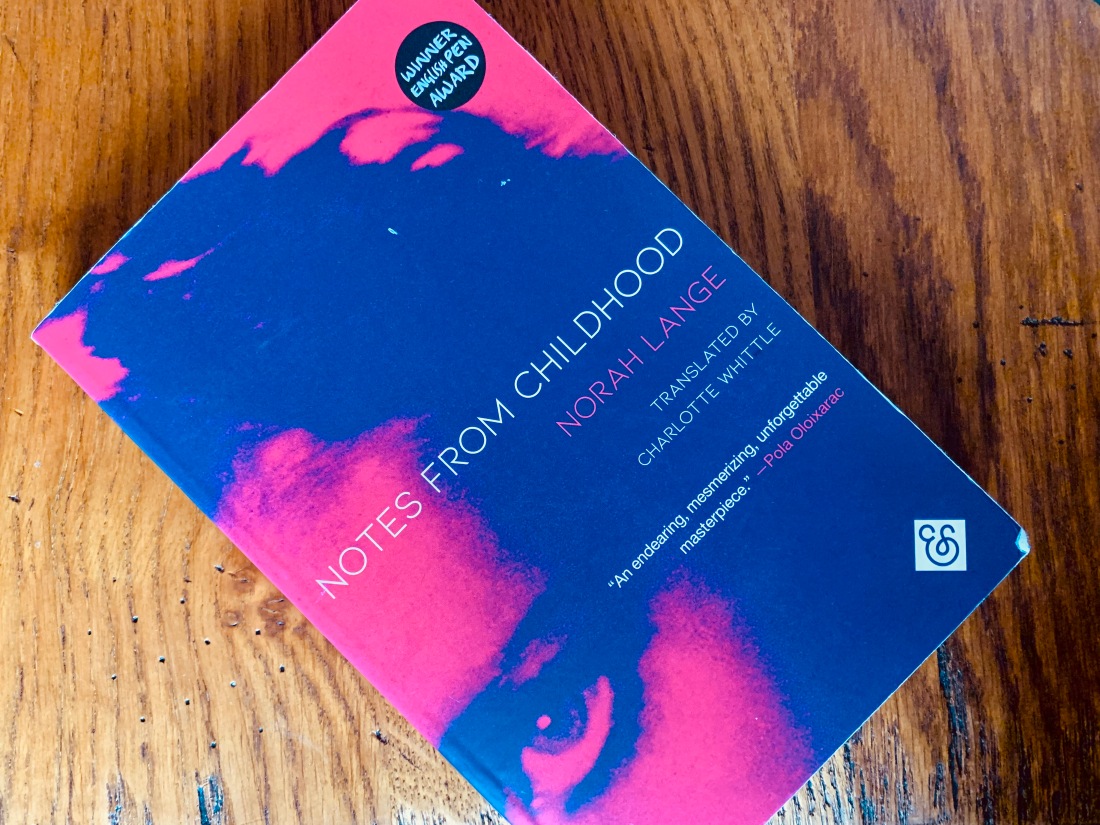 WINNER
ENGLISH PEN
AWARD
NOTES FROM CHILDHOOD
NORAH LANGE
TRANSLATED BY
CHARLOTTE WHITTLE
“An endearing, mesmerizing, unforgettable
masterpiece.” —Pola Oloixarac
&S